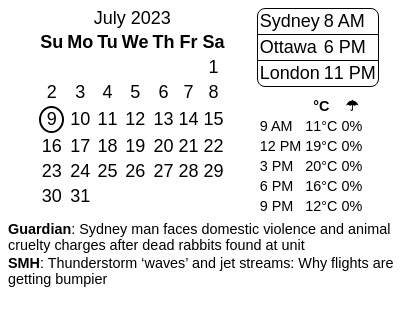 July 2023
Su Mo Tu We Th Fr Sa
1
2 3 4 5 6 7 8
9 10 11 12 13 14 15
16 17 18 19 20 21 22
23 24 25 26 27 28 29
30 31
Sydney 8 AM
Ottawa 6 PM
London 11 PM
°C ☂
9 AM 11°C 0%
12 PM 19°C 0%
3 PM 20°C 0%
6 PM 16°C 0%
9 PM 12°C 0%
Guardian: Sydney man faces domestic violence and animal
cruelty charges after dead rabbits found at unit
SMH: Thunderstorm ‘waves’ and jet streams: Why flights are
getting bumpier